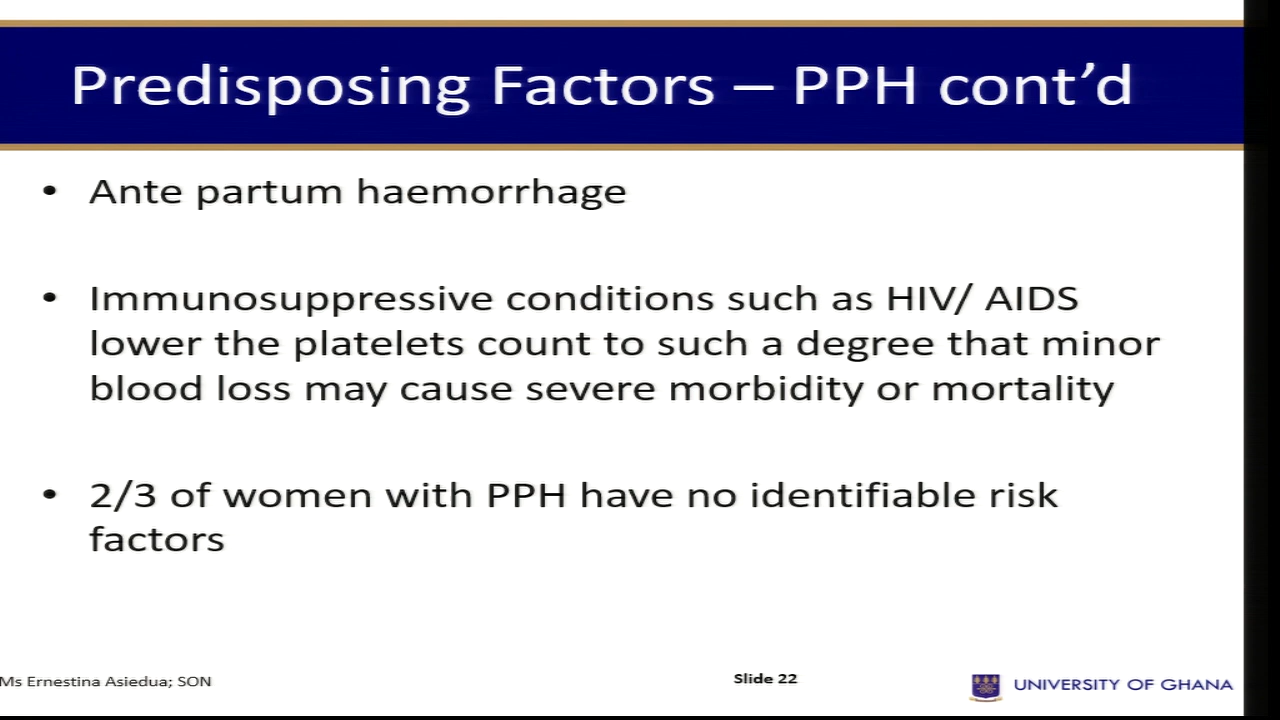 Predisposing Factors – PPH cont’d
• Ante partum haemorrhage
• Immunosuppressive conditions such as HIV/ AIDS
lower the platelets count to such a degree that minor
blood loss may cause severe morbidity or mortality
• 2/3 of women with PPH have no identifiable risk
factors
Ms Ernestina Asiedua; SON
Slide 22
UNIVERSITY OF GHANA